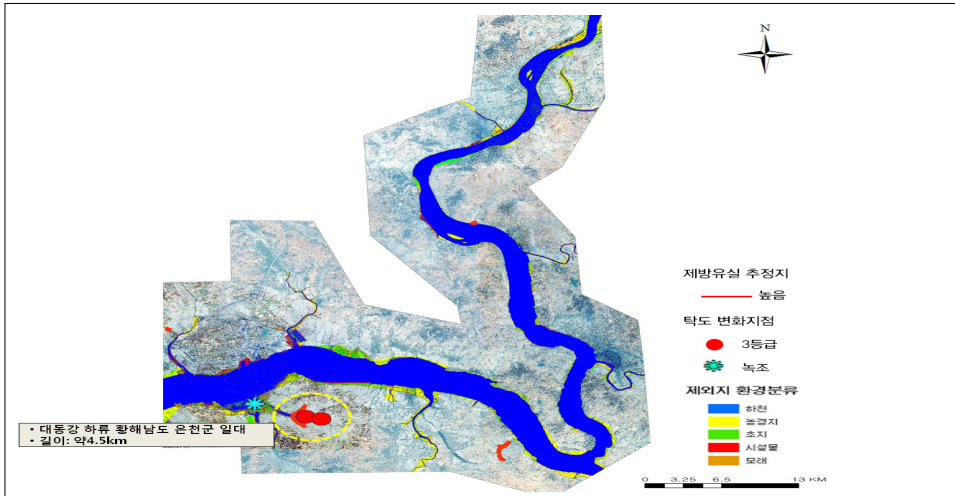 N
제방유실 추정지
높음
탁도 변화지점
3등급
녹조
제외지 환경분류
하천
농경지
초지
시설물
모래
• 대동강 하류 황해남도 은천군 일대
• 길이: 약4.5km
0 3.25 6.5 13 KM